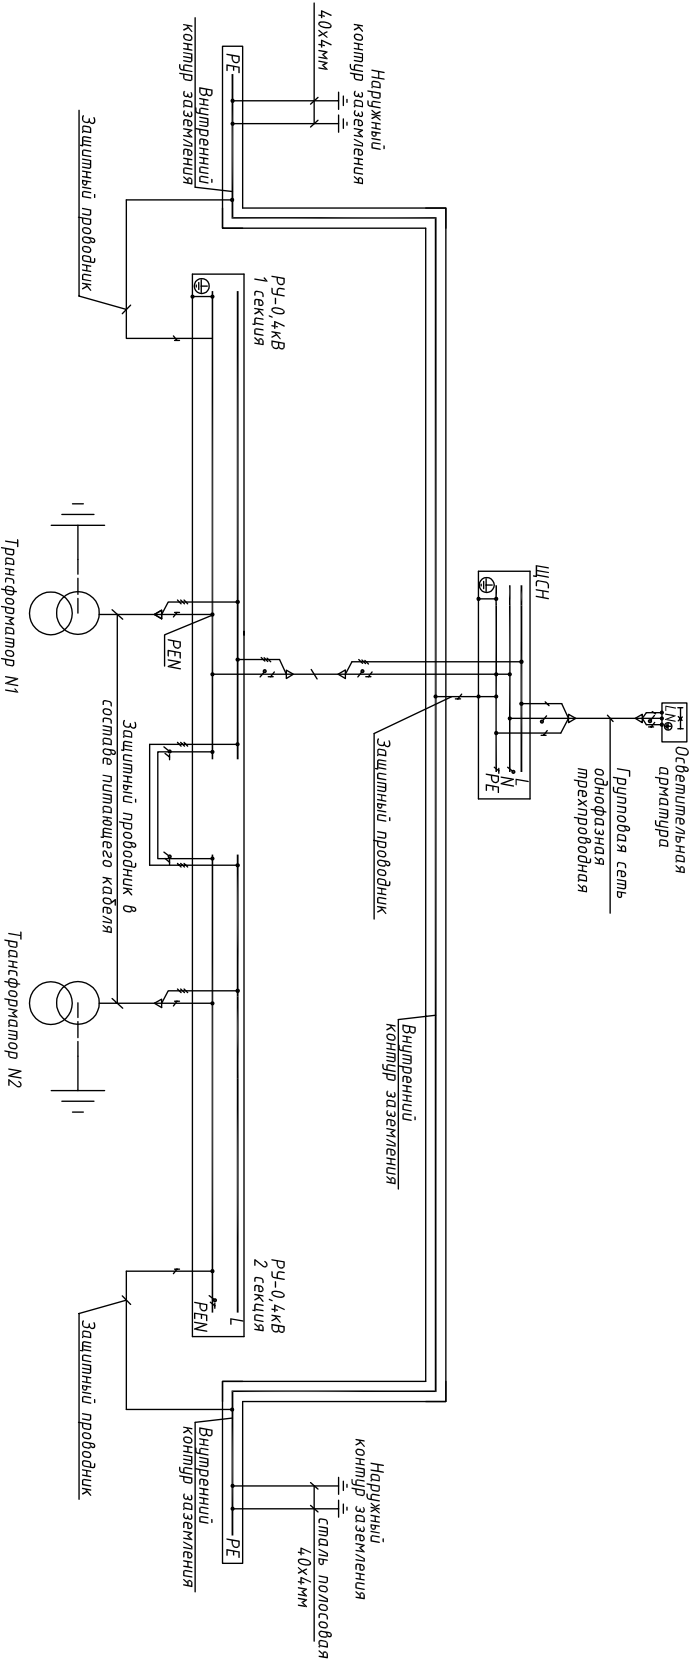 Осветительная
арматура
L N
Групповая сеть
однофазная
трехпроводная
ЩСН
L
N
PE
Защитный проводник
Наружный
контур заземления
40х4мм
PE
Внутренний
контур заземления
Внутренний
контур заземления
Наружный
контур заземления
сталь полосовая
40х4мм
PE
Внутренний
контур заземления
РУ-0,4кВ
1 секция
РУ-0,4кВ
2 секция
L
PEN
PEN
Защитный проводник
Защитный проводник в
составе питающего кабеля
Защитный проводник
Трансформатор N1
Трансформатор N2